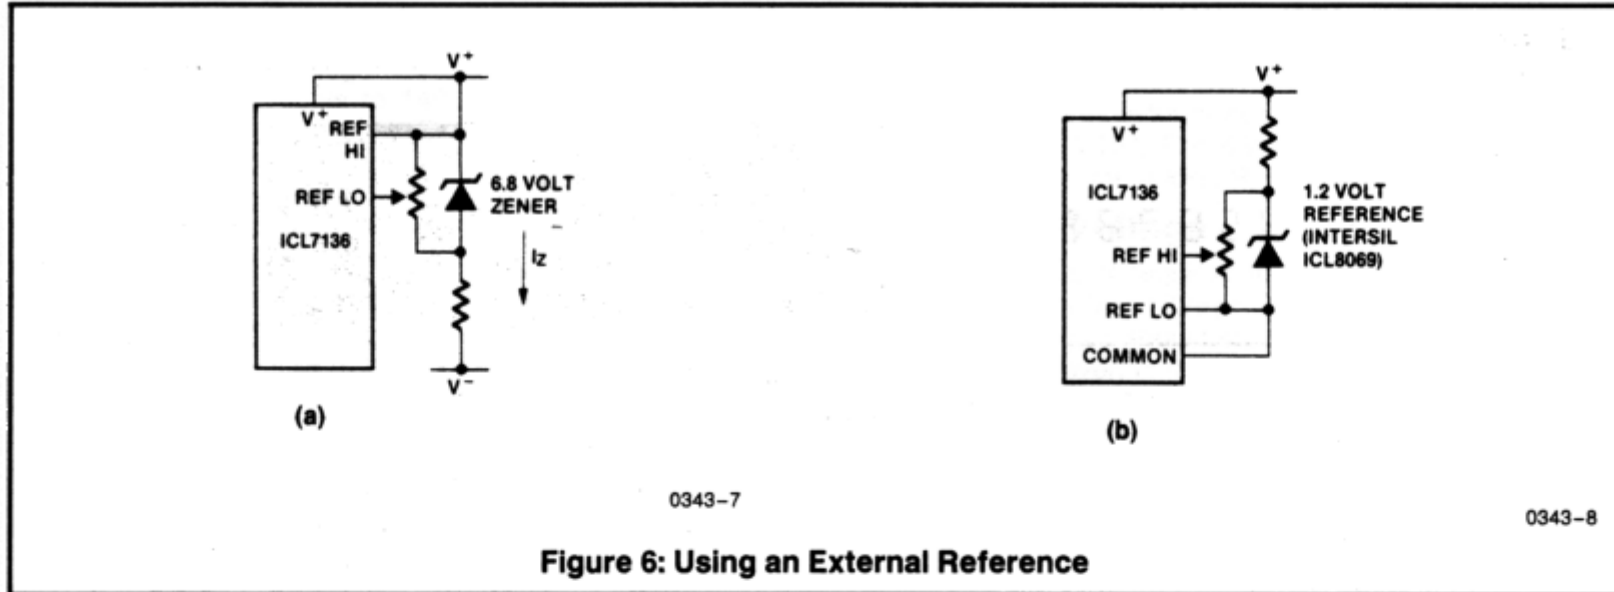 V+
V+
REF
HI
REF LO
ICL7136
6.8 VOLT
ZENER
IZ
V−
(a)
0343–7
V+
V+
ICL7136
REF HI
REF LO
COMMON
1.2 VOLT
REFERENCE
(INTERSIL
ICL8069)
(b)
0343–8
Figure 6: Using an External Reference